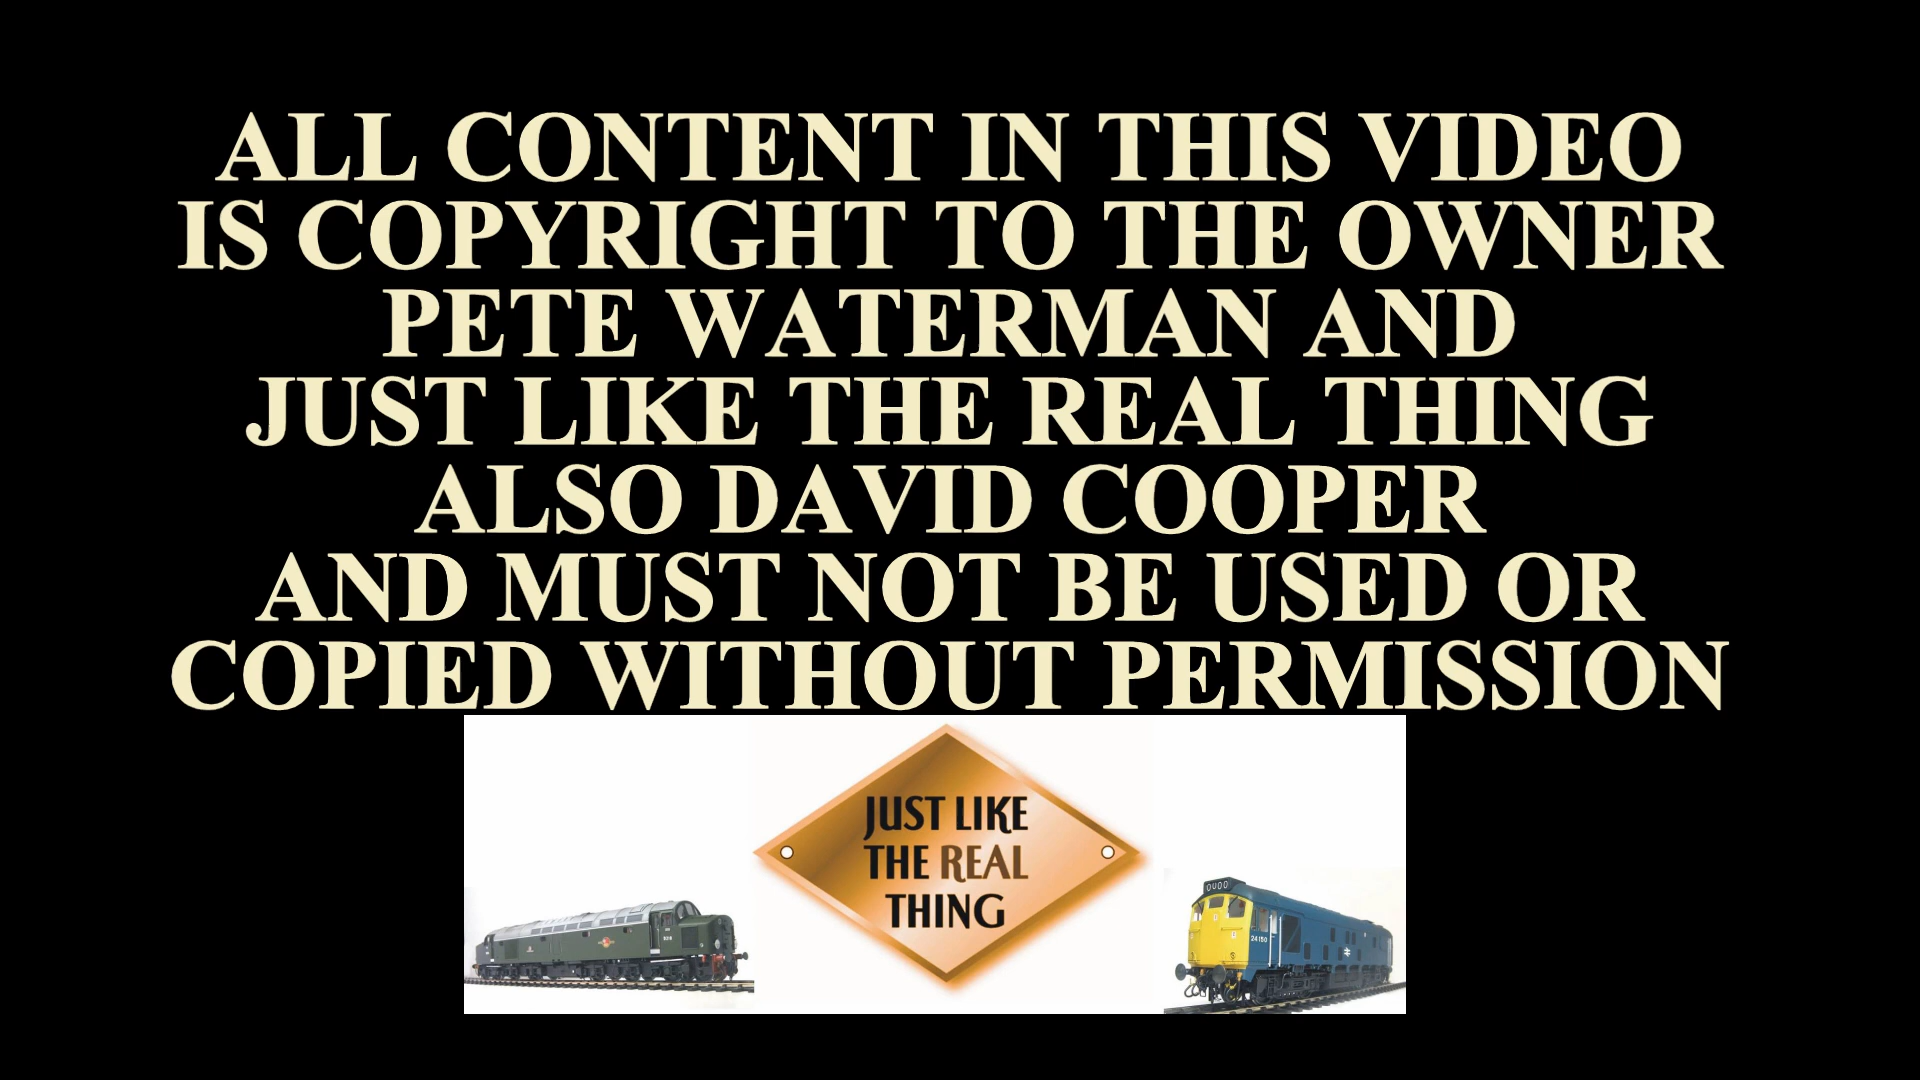 ALL CONTENT IN THIS VIDEO
IS COPYRIGHT TO THE OWNER
PETE WATERMAN AND
JUST LIKE THE REAL THING
ALSO DAVID COOPER
AND MUST NOT BE USED OR
COPIED WITHOUT PERMISSION
JUST LIKE
THE REAL
THING
24150